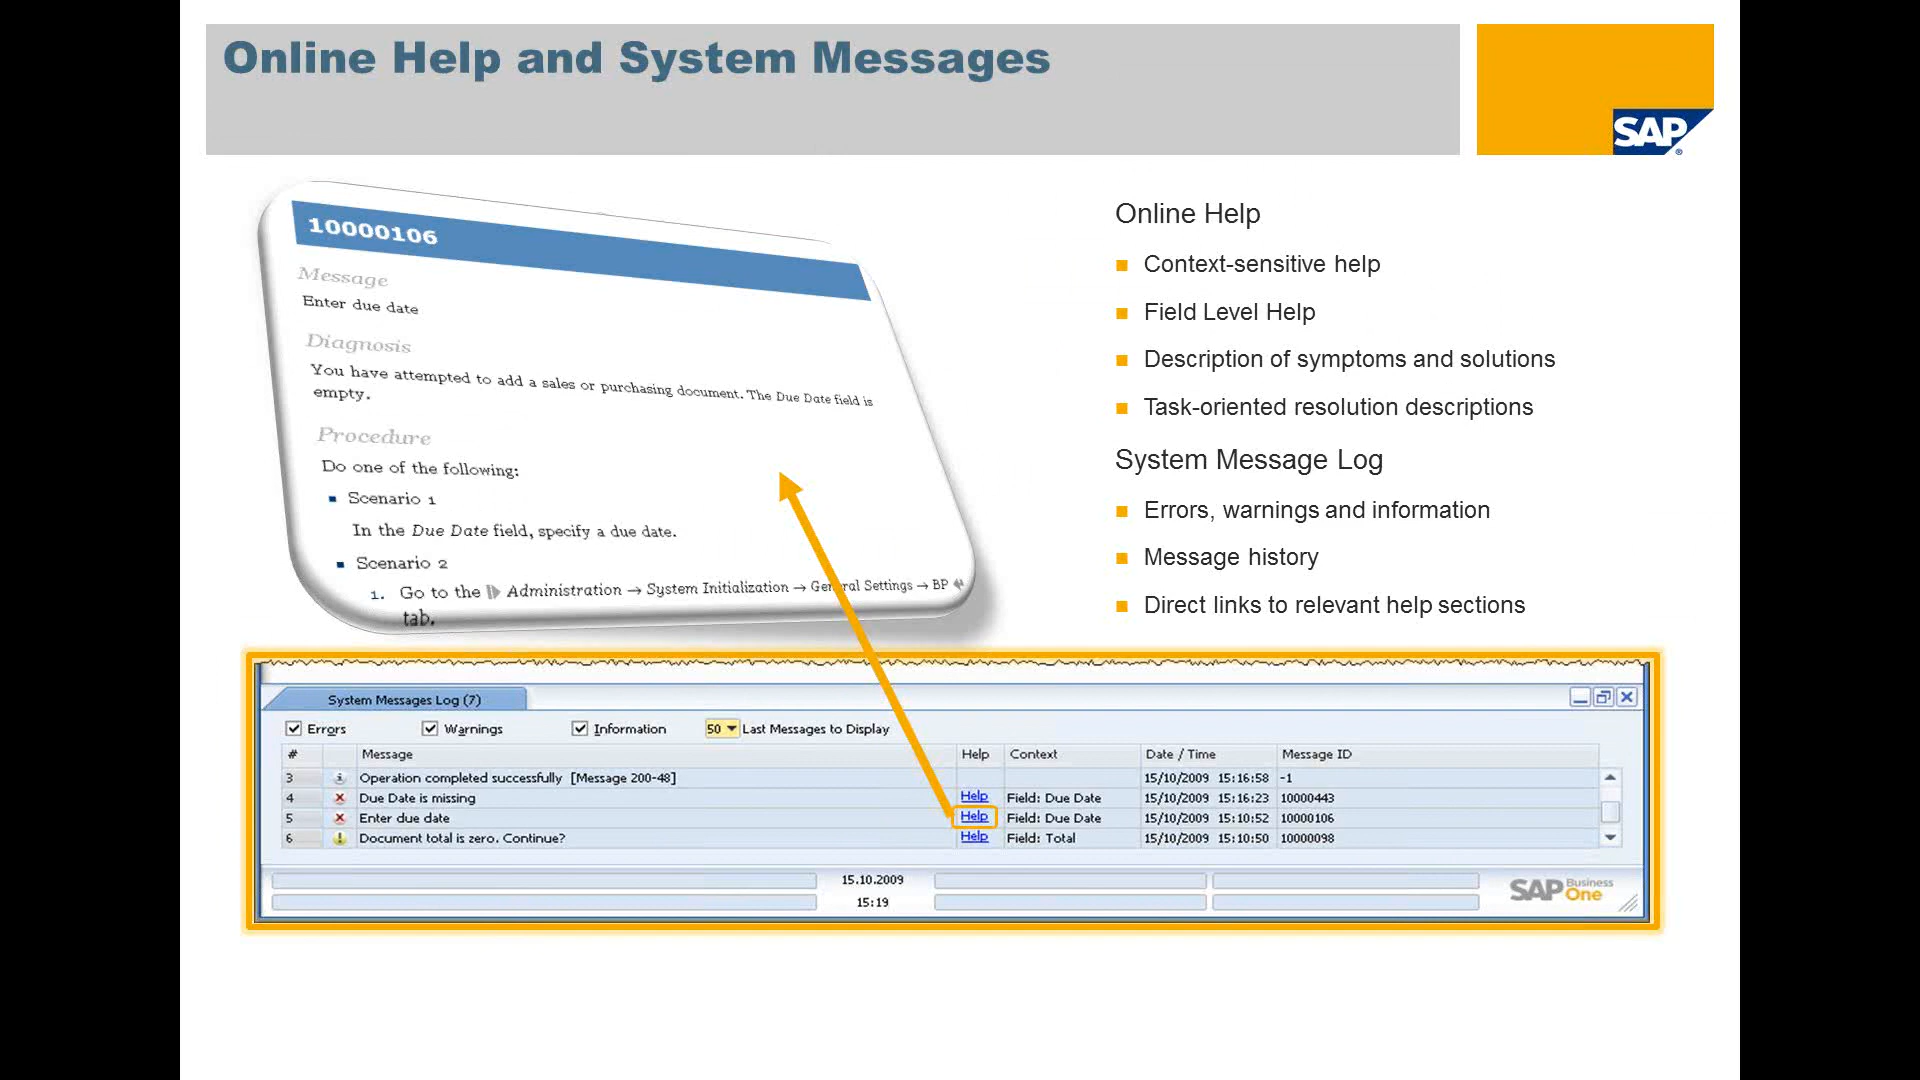 Online Help and System Messages
SAP
®
10000106
Message
Enter due date
Diagnosis
You have attempted to add a sales or purchasing document. The Due Date field is
empty.
Procedure
Do one of the following:
Scenario 1
In the Due Date field, specify a due date.
Scenario 2
1. Go to the Administration → System Initialization → General Settings → BP
tab.
Online Help
Context-sensitive help
Field Level Help
Description of symptoms and solutions
Task-oriented resolution descriptions
System Message Log
Errors, warnings and information
Message history
Direct links to relevant help sections
System Messages Log (7)
Errors Warnings Information 50 Last Messages to Display
# Message Help Context Date / Time Message ID
3 Operation completed successfully [Message 200-48] 15/10/2009 15:16:58 -1
4 Due Date is missing Help Field: Due Date 15/10/2009 15:16:23 10000443
5 Enter due date Help Field: Due Date 15/10/2009 15:10:52 10000106
6 Document total is zero. Continue? Help Field: Total 15/10/2009 15:10:50 10000098
15.10.2009
15:19
SAP Business One